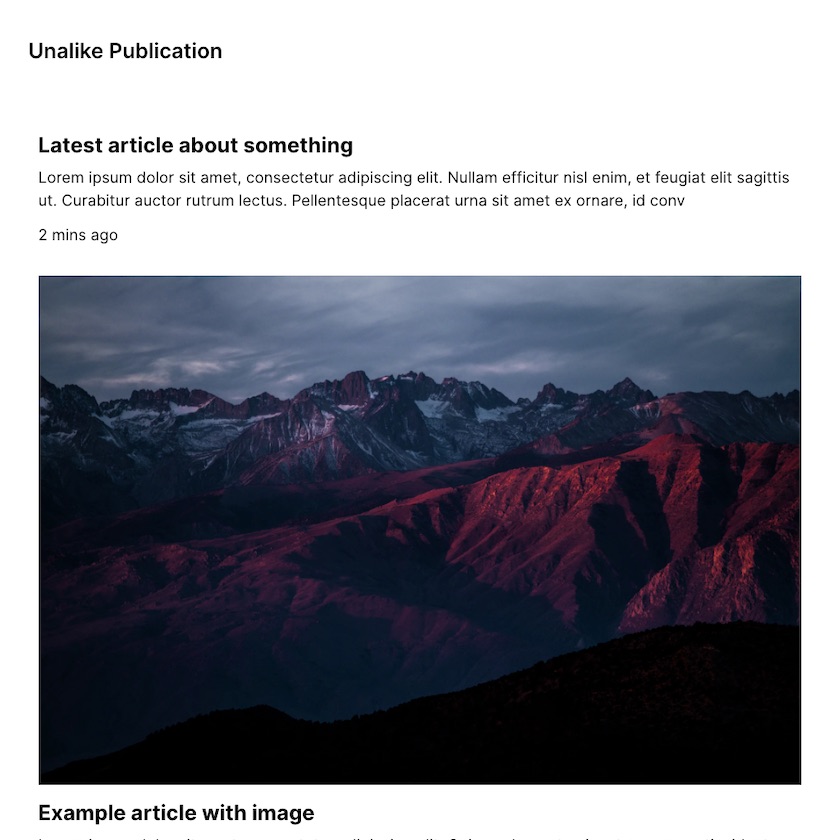 Unalike Publication
Latest article about something
Lorem ipsum dolor sit amet, consectetur adipiscing elit. Nullam efficitur nisl enim, et feugiat elit sagittis
ut. Curabitur auctor rutrum lectus. Pellentesque placerat urna sit amet ex ornare, id conv
2 mins ago
Example article with image